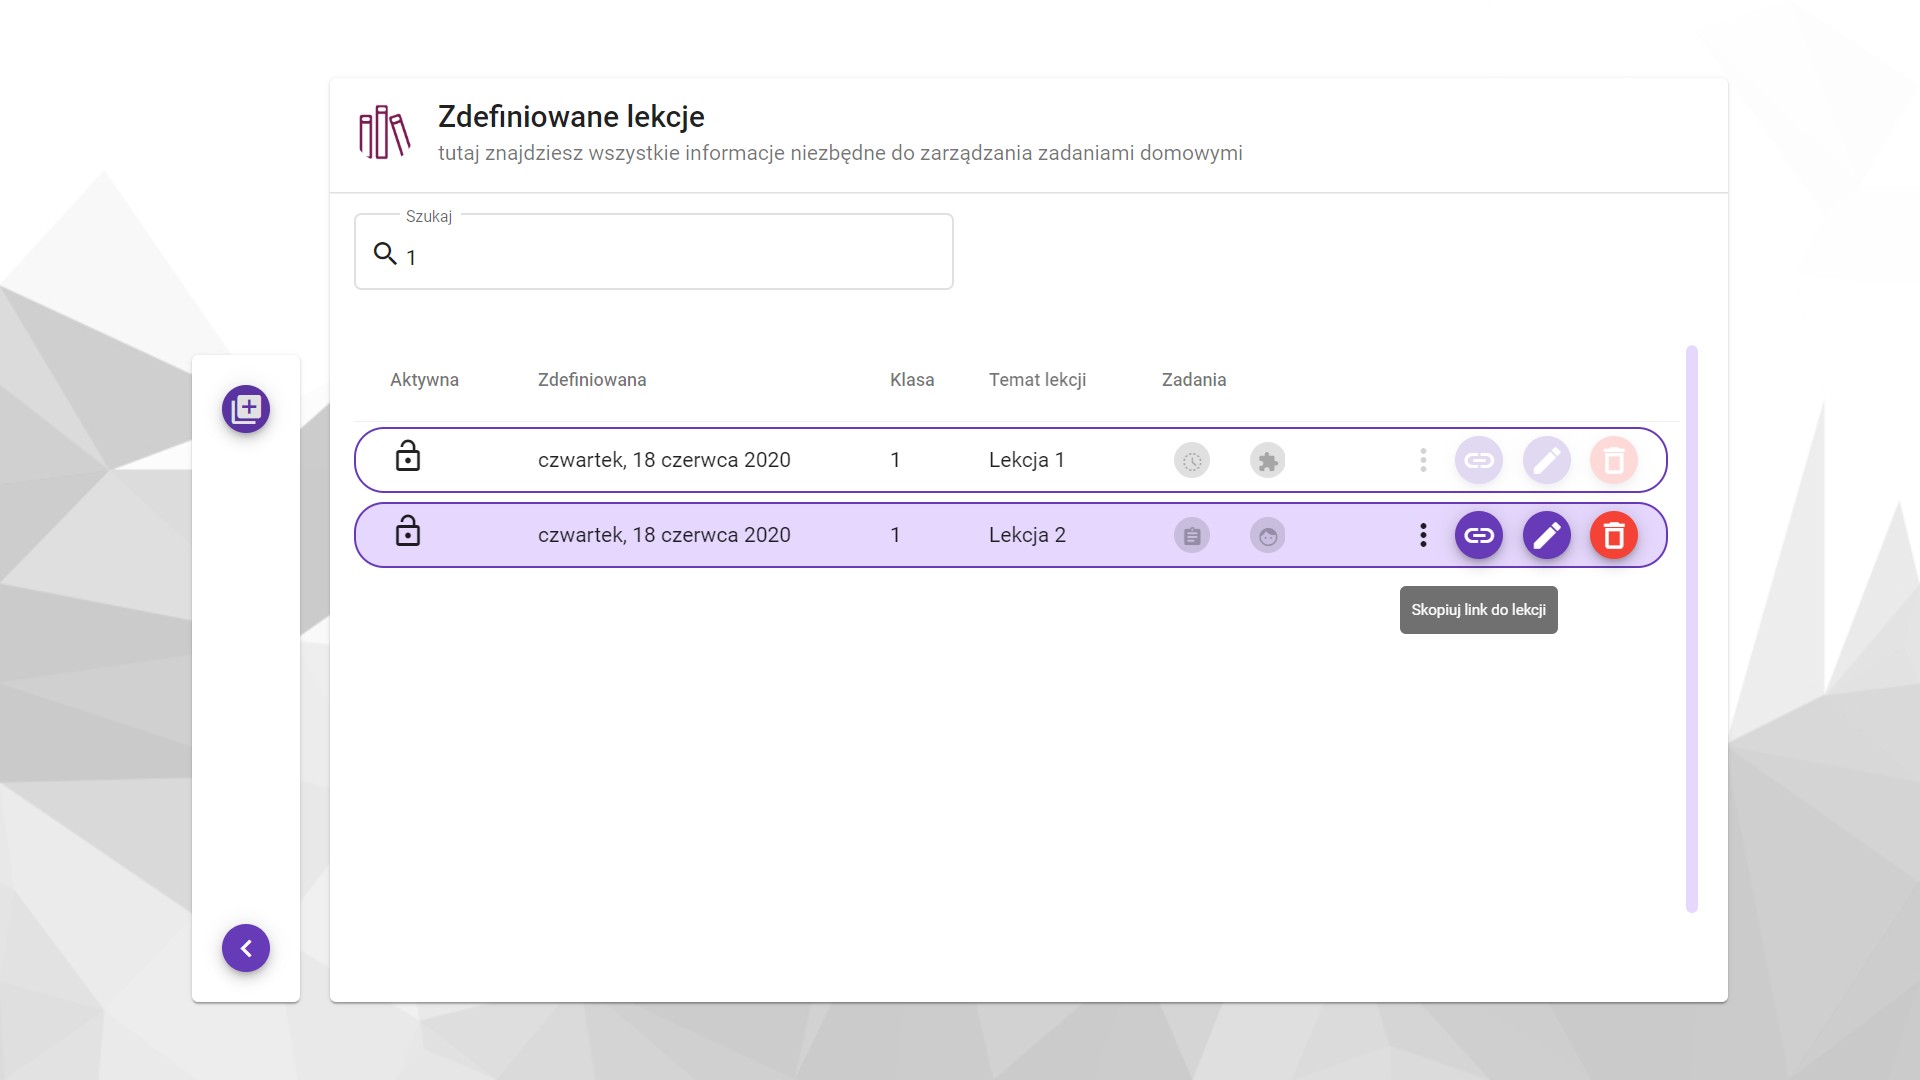 Zdefiniowane lekcje
tutaj znajdziesz wszystkie informacje niezbędne do zarządzania zadaniami domowymi
Szukaj
1
Aktywna Zdefiniowana Klasa Temat lekcji Zadania
czwartek, 18 czerwca 2020 1 Lekcja 1
czwartek, 18 czerwca 2020 1 Lekcja 2
Skopiuj link do lekcji